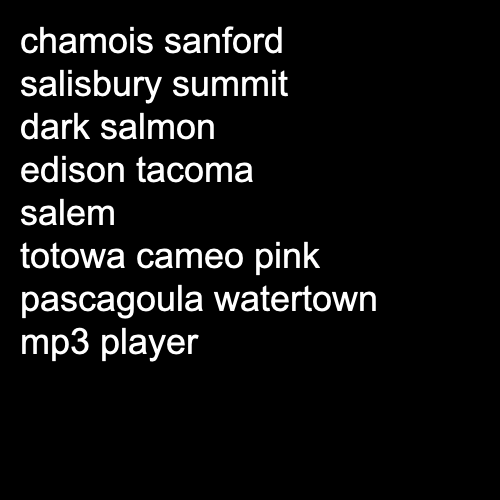 chamois sanford
salisbury summit
dark salmon
edison tacoma
salem
totowa cameo pink
pascagoula watertown
mp3 player